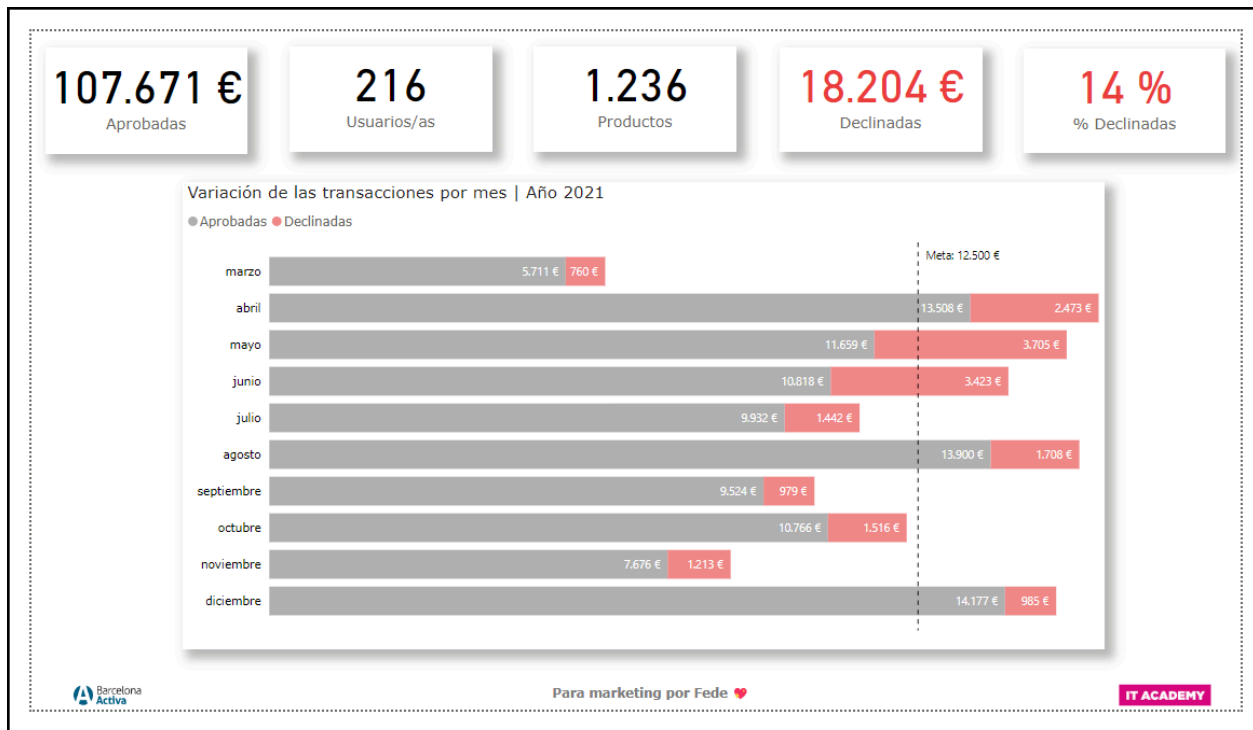 107.671 €
Aprobadas
216
Usuarios/as
1.236
Productos
18.204 €
Declinadas
14 %
% Declinadas
Variación de las transacciones por mes | Año 2021
Aprobadas Declinadas
Meta: 12.500 €
marzo 5.711 € 760 €
abril 13.508 € 2.473 €
mayo 11.659 € 3.705 €
junio 10.818 € 3.423 €
julio 9.932 € 1.442 €
agosto 13.900 € 1.708 €
septiembre 9.524 € 979 €
octubre 10.766 € 1.516 €
noviembre 7.676 € 1.213 €
diciembre 14.177 € 985 €
Barcelona
Activa
Para marketing por Fede 💖
IT ACADEMY